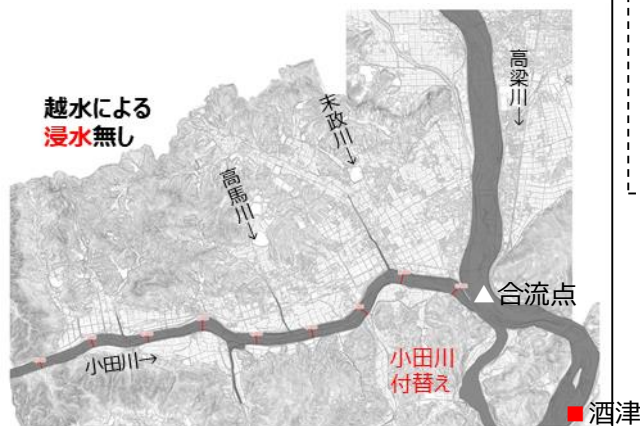 越水による
浸水無し
高梁川→
末政川→
高馬川→
合流点
小田川→
小田川
付替え
酒津